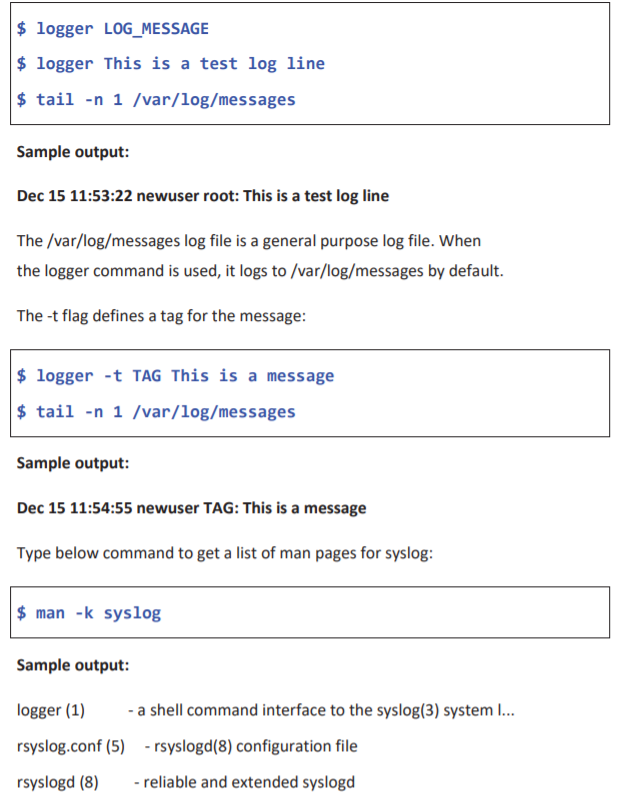 $ logger LOG_MESSAGE
$ logger This is a test log line
$ tail -n 1 /var/log/messages
Sample output:
Dec 15 11:53:22 newuser root: This is a test log line
The /var/log/messages log file is a general purpose log file. When
the logger command is used, it logs to /var/log/messages by default.
The -t flag defines a tag for the message:
$ logger -t TAG This is a message
$ tail -n 1 /var/log/messages
Sample output:
Dec 15 11:54:55 newuser TAG: This is a message
Type below command to get a list of man pages for syslog:
$ man -k syslog
Sample output:
logger (1) - a shell command interface to the syslog(3) system l...
rsyslog.conf (5) - rsyslogd(8) configuration file
rsyslogd (8) - reliable and extended syslogd